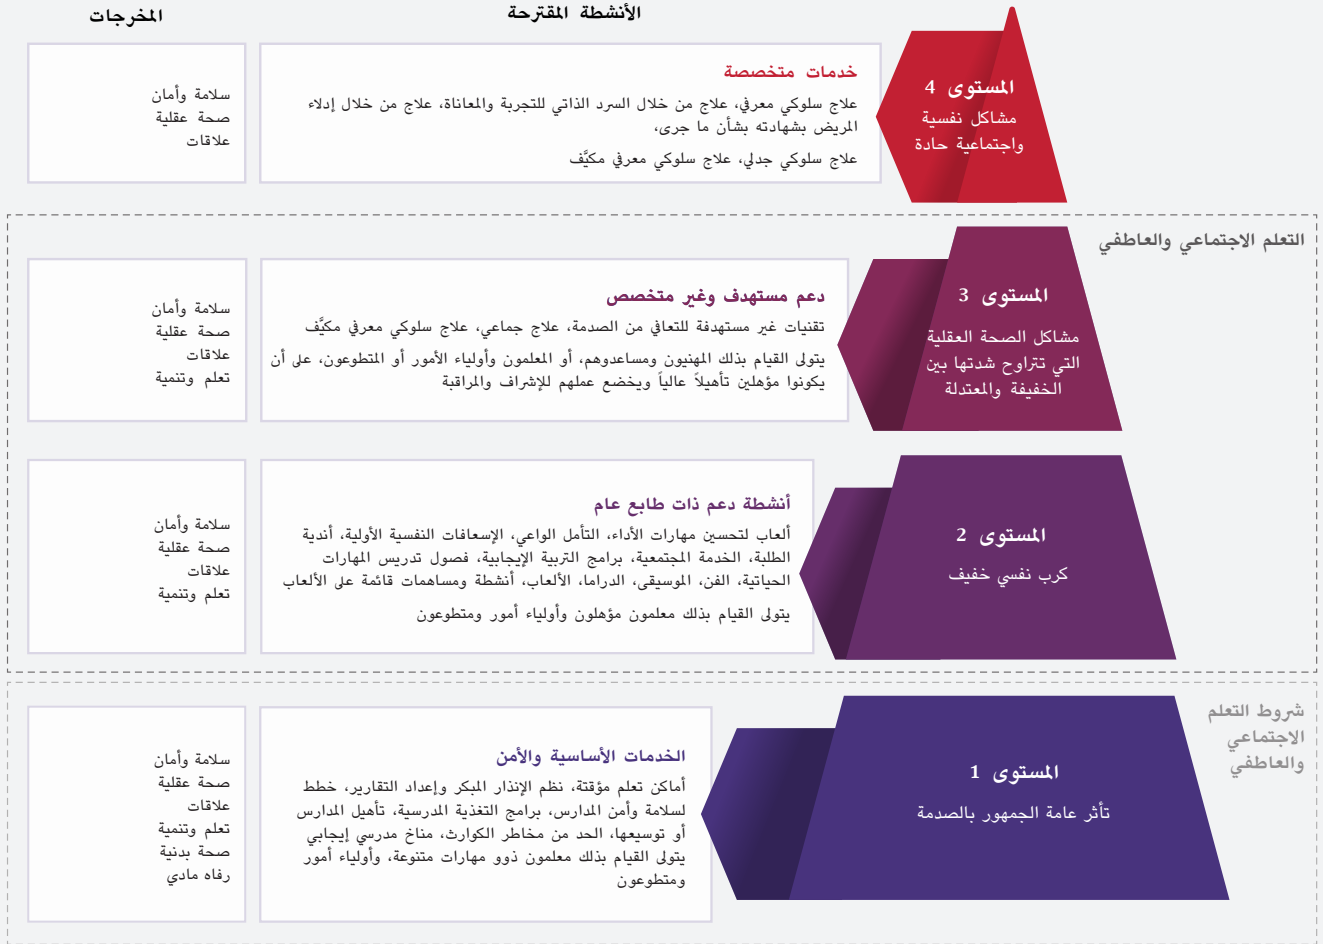 الأنشطة المقترحة
المخرجات
المستوى 4
مشاكل نفسية
واجتماعية حادة
خدمات متخصصة
علاج سلوكي معرفي، علاج من خلال السرد الذاتي للتجربة والمعاناة، علاج من خلال إدلاء
المريض بشهادته بشأن ما جرى،
علاج سلوكي جدلي، علاج سلوكي معرفي مكيَّف
سلامة وأمان
صحة عقلية
علاقات
التعلم الاجتماعي والعاطفي
المستوى 3
مشاكل الصحة العقلية
التي تتراوح شدتها بين
الخفيفة والمعتدلة
دعم مستهدف وغير متخصص
تقنيات غير مستهدفة للتعافي من الصدمة، علاج جماعي، علاج سلوكي معرفي مكيَّف
يتولى القيام بذلك المهنيون ومساعدوهم، أو المعلمون وأولياء الأمور أو المتطوعون، على أن
يكونوا مؤهلين تأهيلاً عالياً ويخضع عملهم للإشراف والمراقبة
سلامة وأمان
صحة عقلية
علاقات
تعلم وتنمية
المستوى 2
كرب نفسي خفيف
أنشطة دعم ذات طابع عام
ألعاب لتحسين مهارات الأداء، التأمل الواعي، الإسعافات النفسية الأولية، أندية
الطلبة، الخدمة المجتمعية، برامج التربية الإيجابية، فصول تدريس المهارات
الحياتية، الفن، الموسيقى، الدراما، الألعاب، أنشطة ومساهمات قائمة على الألعاب
يتولى القيام بذلك معلمون مؤهلون وأولياء أمور ومتطوعون
سلامة وأمان
صحة عقلية
علاقات
تعلم وتنمية
شروط التعلم
الاجتماعي
والعاطفي
المستوى 1
تأثر عامة الجمهور بالصدمة
الخدمات الأساسية والأمن
أماكن تعلم مؤقتة، نظم الإنذار المبكر وإعداد التقارير، خطط
لسلامة وأمن المدارس، برامج التغذية المدرسية، تأهيل المدارس
أو توسيعها، الحد من مخاطر الكوارث، مناخ مدرسي إيجابي
يتولى القيام بذلك معلمون ذوو مهارات متنوعة، وأولياء أمور
ومتطوعون
سلامة وأمان
صحة عقلية
علاقات
تعلم وتنمية
صحة بدنية
رفاه مادي